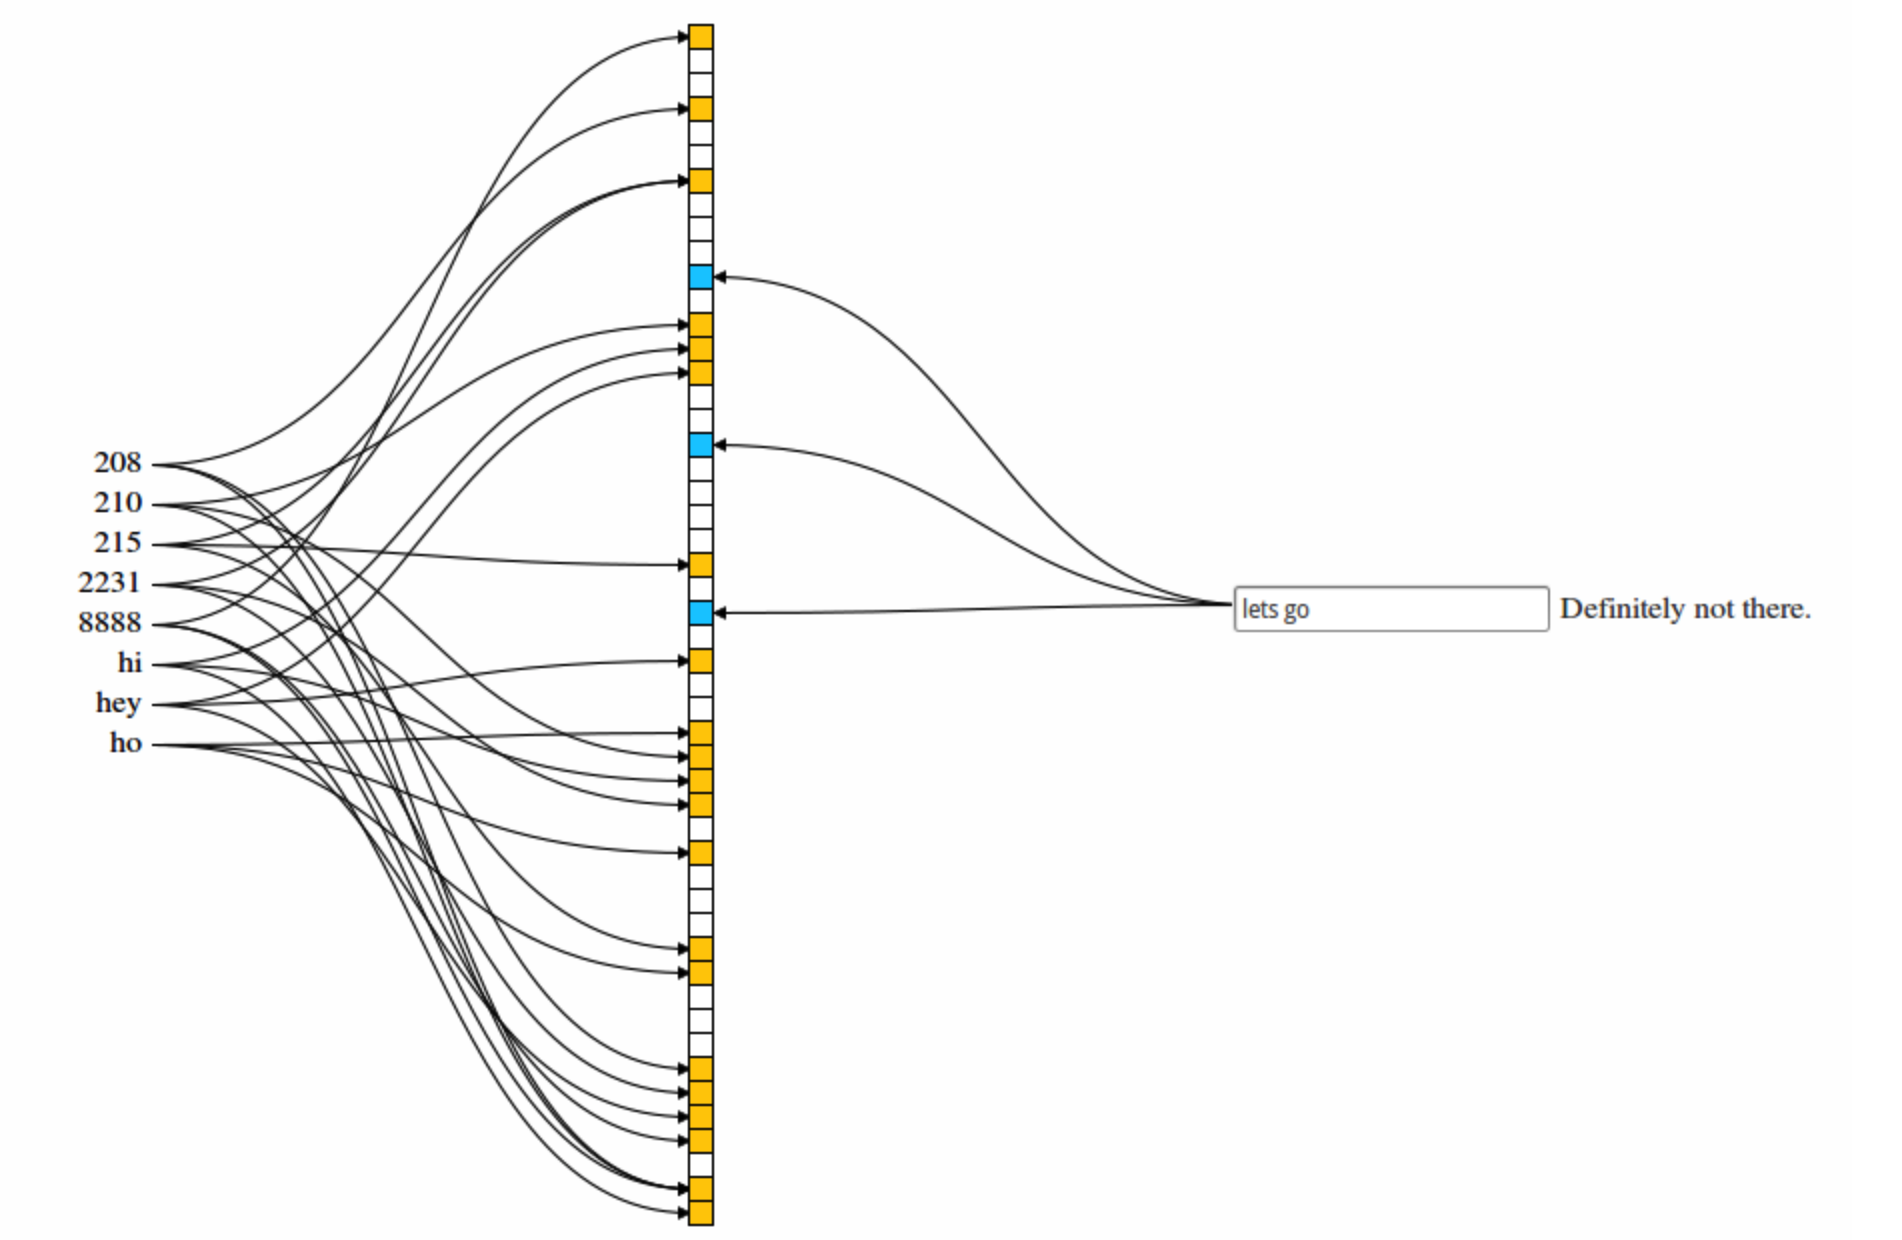 208
210
215
2231
8888
hi
hey
ho
lets go
Definitely not there.